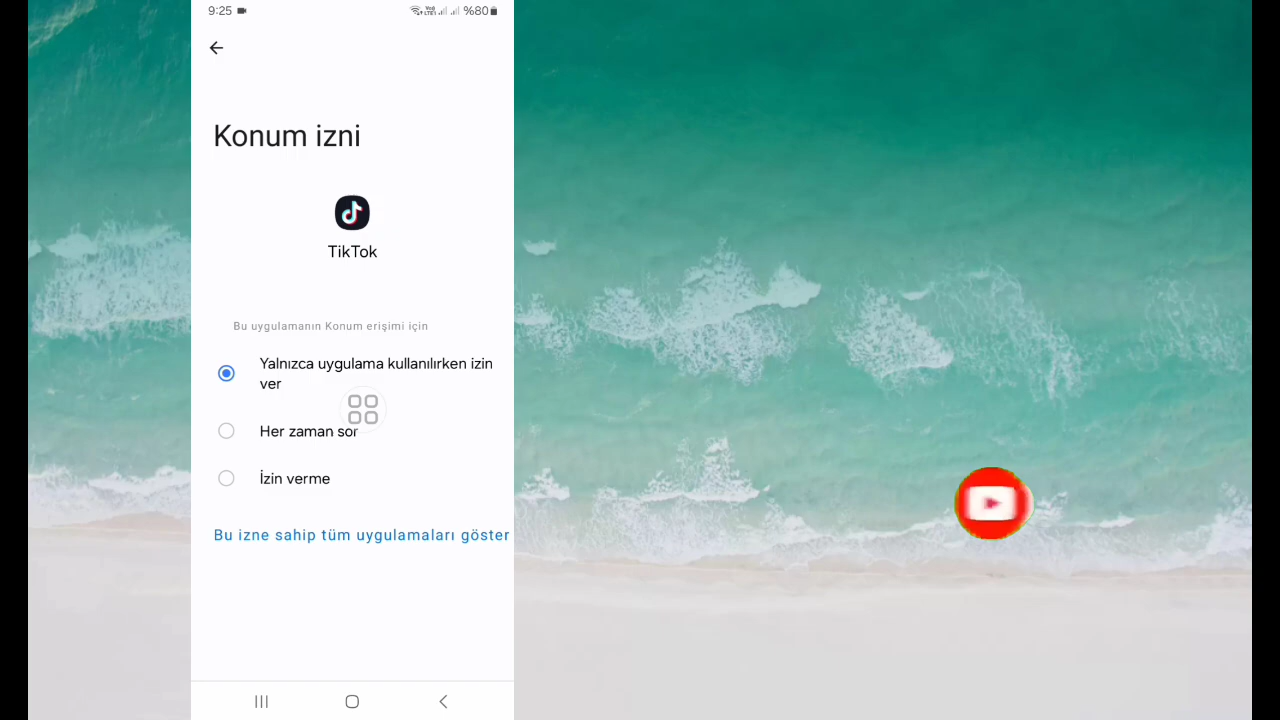 9:25 %80
Konum izni
TikTok
Bu uygulamanın Konum erişimi için
Yalnızca uygulama kullanılırken izin
ver
Her zaman sor
İzin verme
Bu izne sahip tüm uygulamaları göster